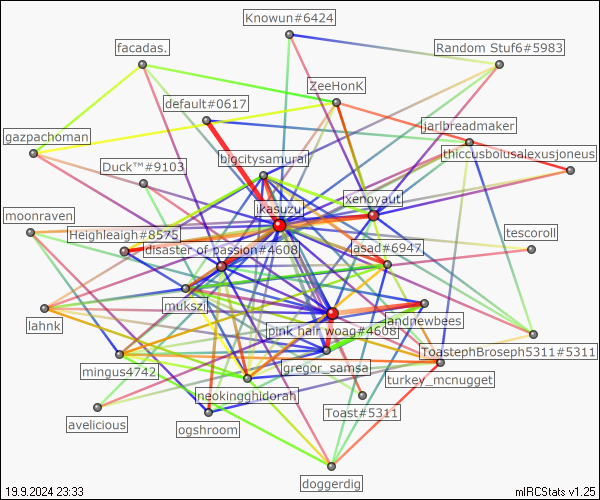 Knowun#6424
facadas.
Random Stuf6#5983
ZeeHonK
default#0617
jarlbreadmaker
gazpachoman
thiccusbolusalexusjoneus
bigcitysamurai
Duck™#9103
xenoyaut
ikasuzu
moonraven
Heighleaigh#8575
tescoroll
disaster of passion#4608
asad#6947
mukszil
jandnewbees
lahnk
pink hair woag#4608
ToastephBroseph5311#5311
gregor_samsa
mingus4742
turkey_mcnugget
neokingghidorah
Toast#5311
avelicious
ogshroom
doggerdig
19.9.2024 23:33
mIRCStats v1.25